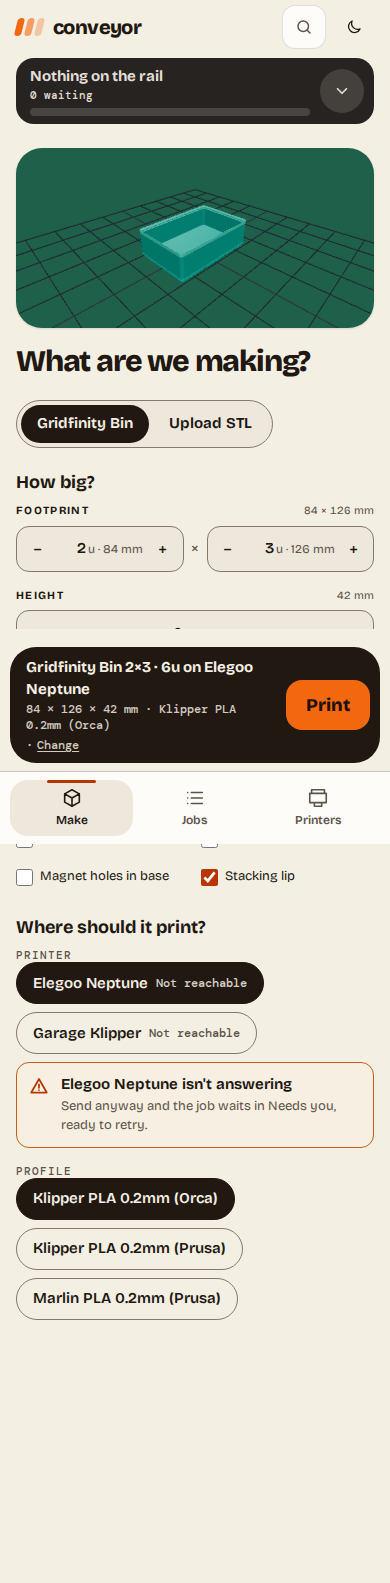 conveyor
Nothing on the rail
0 waiting
What are we making?
Gridfinity Bin
Upload STL
How big?
FOOTPRINT
84 × 126 mm
− 2 u · 84 mm + × − 3 u · 126 mm +
HEIGHT
42 mm
Gridfinity Bin 2×3 · 6u on Elegoo
Neptune
84 × 126 × 42 mm · Klipper PLA
0.2mm (Orca)
· Change
Print
Make
Jobs
Printers
Magnet holes in base
Stacking lip
Where should it print?
PRINTER
Elegoo Neptune Not reachable
Garage Klipper Not reachable
Elegoo Neptune isn't answering
Send anyway and the job waits in Needs you,
ready to retry.
PROFILE
Klipper PLA 0.2mm (Orca)
Klipper PLA 0.2mm (Prusa)
Marlin PLA 0.2mm (Prusa)